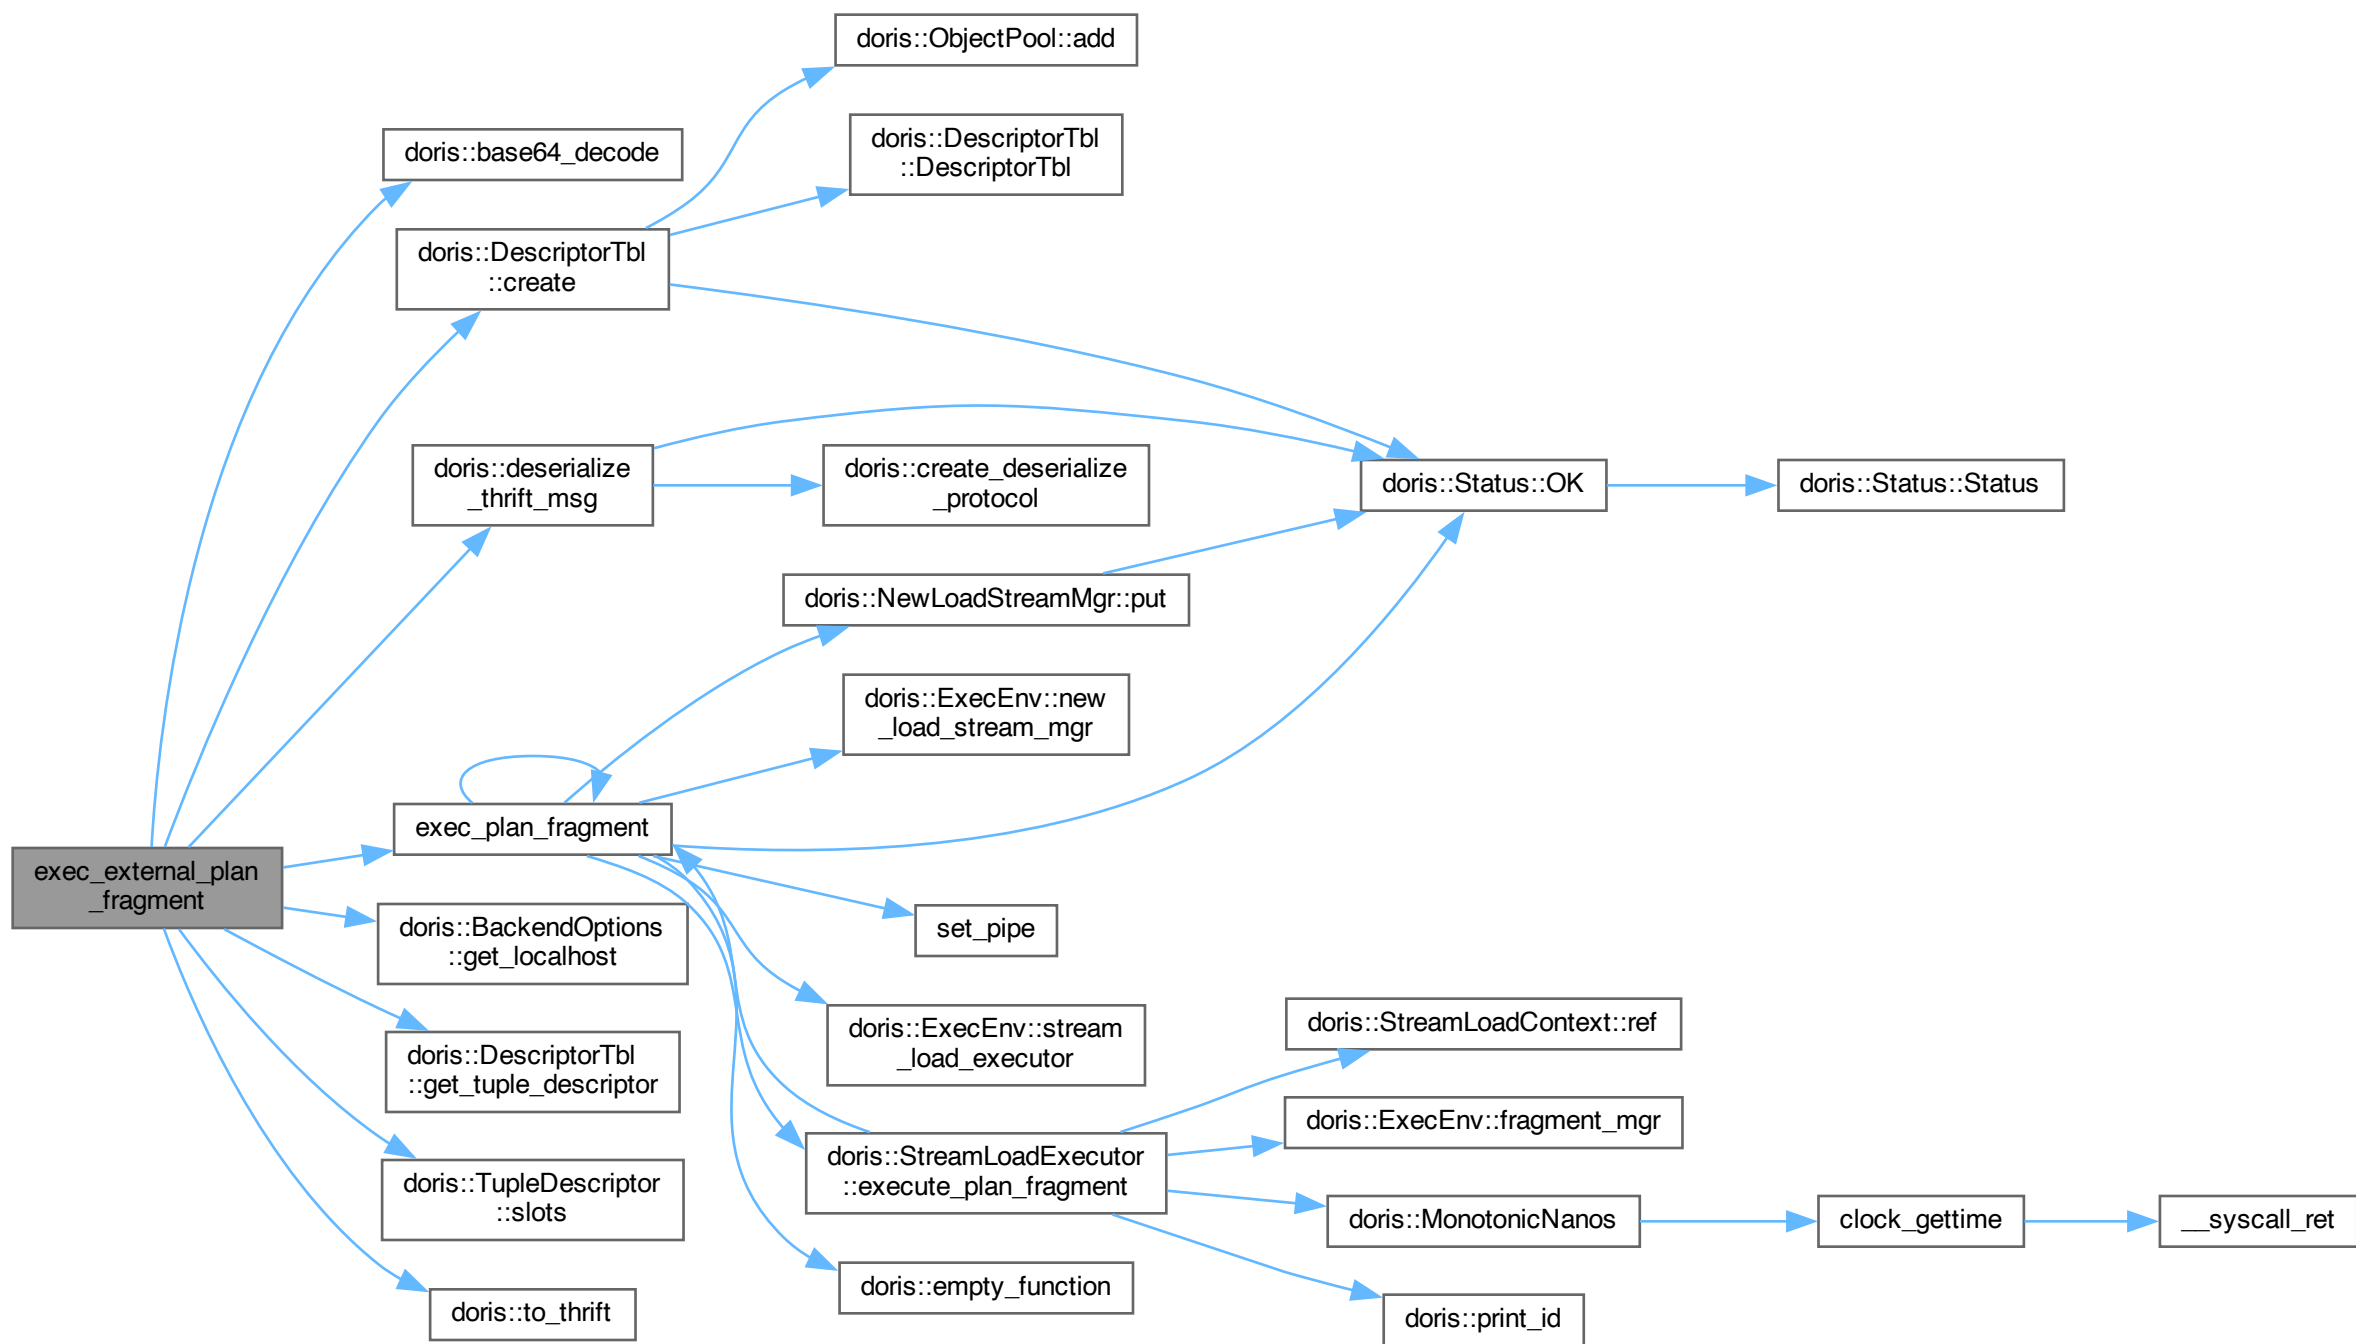 doris::ObjectPool::add
doris::DescriptorTbl
::DescriptorTbl
doris::base64_decode
doris::DescriptorTbl
::create
doris::deserialize
_thrift_msg
doris::create_deserialize
_protocol
doris::Status::OK
doris::Status::Status
doris::NewLoadStreamMgr::put
doris::ExecEnv::new
_load_stream_mgr
exec_plan_fragment
exec_external_plan
_fragment
doris::BackendOptions
::get_localhost
set_pipe
doris::ExecEnv::stream
_load_executor
doris::DescriptorTbl
::get_tuple_descriptor
doris::StreamLoadContext::ref
doris::ExecEnv::fragment_mgr
doris::StreamLoadExecutor
::execute_plan_fragment
doris::TupleDescriptor
::slots
doris::MonotonicNanos
clock_gettime
__syscall_ret
doris::empty_function
doris::to_thrift
doris::print_id